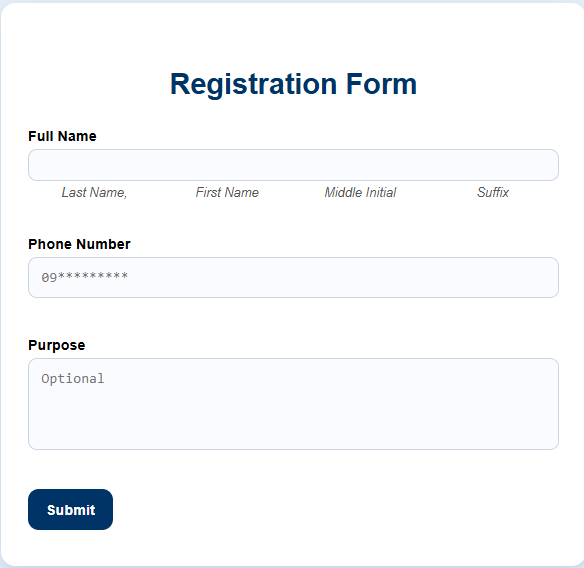 Registration Form
Full Name
Last Name, First Name Middle Initial Suffix
Phone Number
09*********
Purpose
Optional
Submit